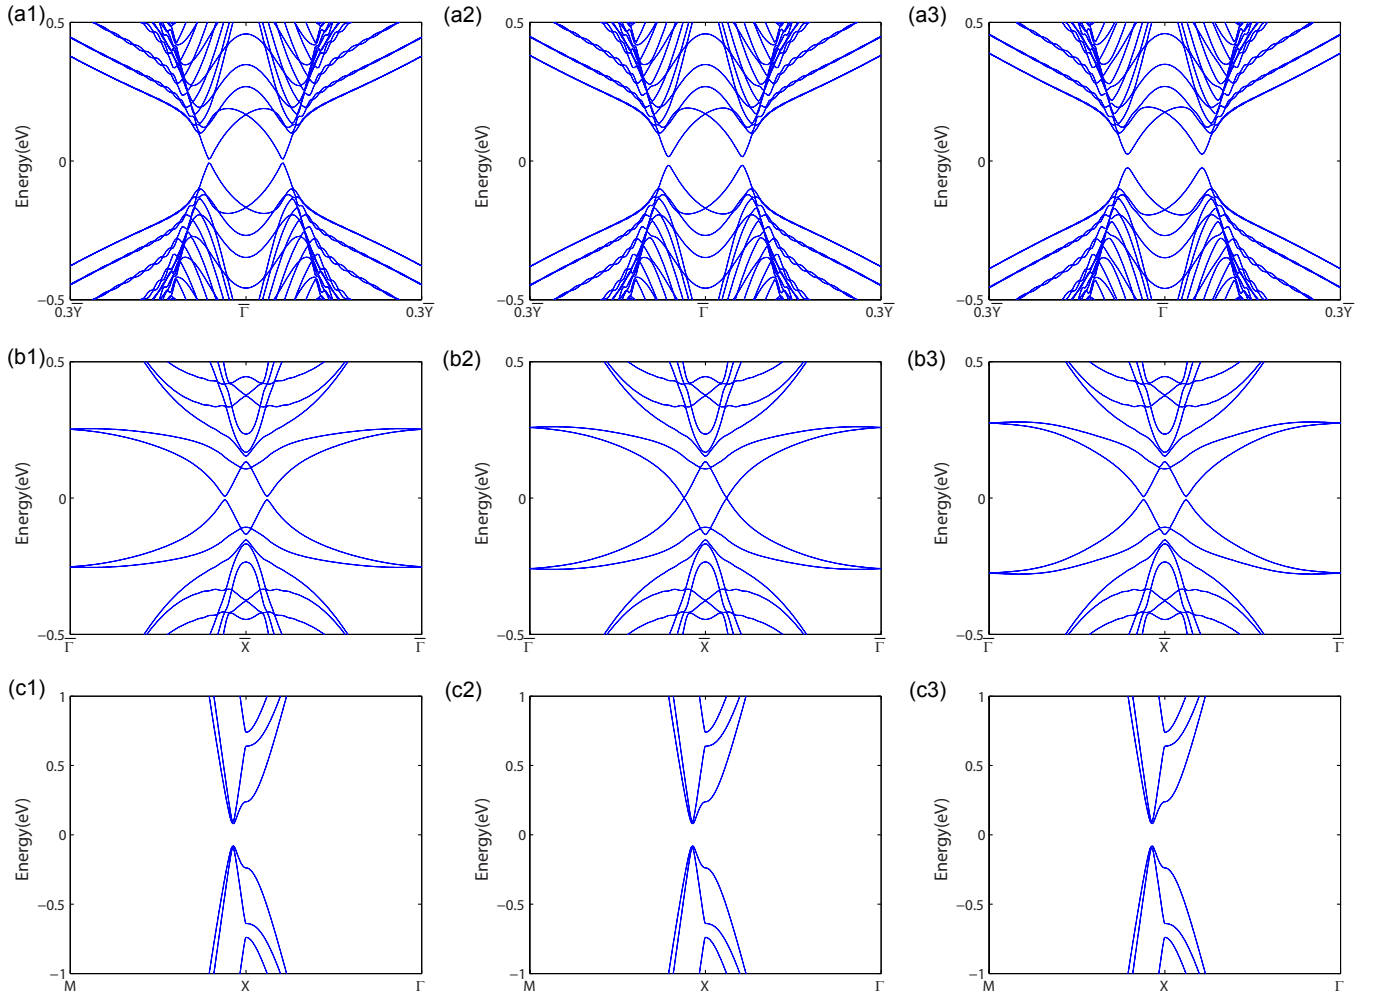 (a1) (a2) (a3)
0.5 0.5 0.5
Energy(eV) Energy(eV) Energy(eV)
0 0 0
−0.5 −0.5 −0.5
0.3Y̅ Γ̅ 0.3Y̅ 0.3Y̅ Γ̅ 0.3Y̅ 0.3Y̅ Γ̅ 0.3Y̅
(b1) (b2) (b3)
0.5 0.5 0.5
Energy(eV) Energy(eV) Energy(eV)
0 0 0
−0.5 −0.5 −0.5
Γ̅ X̅ Γ̅ Γ̅ X̅ Γ̅ Γ̅ X̅ Γ̅
(c1) (c2) (c3)
1 1 1
0.5 0.5 0.5
Energy(eV) Energy(eV) Energy(eV)
0 0 0
−0.5 −0.5 −0.5
−1 −1 −1
M X Γ M X Γ M X Γ